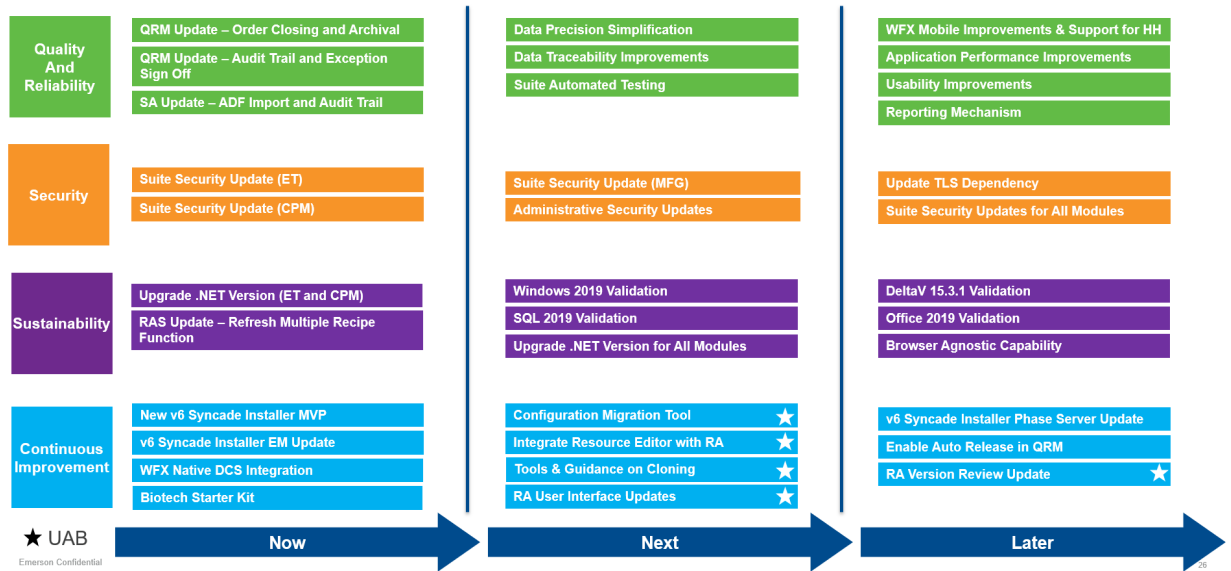 Quality
And
Reliability
QRM Update – Order Closing and Archival
QRM Update – Audit Trail and Exception
Sign Off
SA Update – ADF Import and Audit Trail
Data Precision Simplification
Data Traceability Improvements
Suite Automated Testing
WFX Mobile Improvements & Support for HH
Application Performance Improvements
Usability Improvements
Reporting Mechanism
Security
Suite Security Update (ET)
Suite Security Update (CPM)
Suite Security Update (MFG)
Administrative Security Updates
Update TLS Dependency
Suite Security Updates for All Modules
Sustainability
Upgrade .NET Version (ET and CPM)
RAS Update – Refresh Multiple Recipe
Function
Windows 2019 Validation
SQL 2019 Validation
Upgrade .NET Version for All Modules
DeltaV 15.3.1 Validation
Office 2019 Validation
Browser Agnostic Capability
Continuous
Improvement
New v6 Syncade Installer MVP
v6 Syncade Installer EM Update
WFX Native DCS Integration
Biotech Starter Kit
Configuration Migration Tool
Integrate Resource Editor with RA
Tools & Guidance on Cloning
RA User Interface Updates
v6 Syncade Installer Phase Server Update
Enable Auto Release in QRM
RA Version Review Update
UAB
Emerson Confidential
Now
Next
Later
26